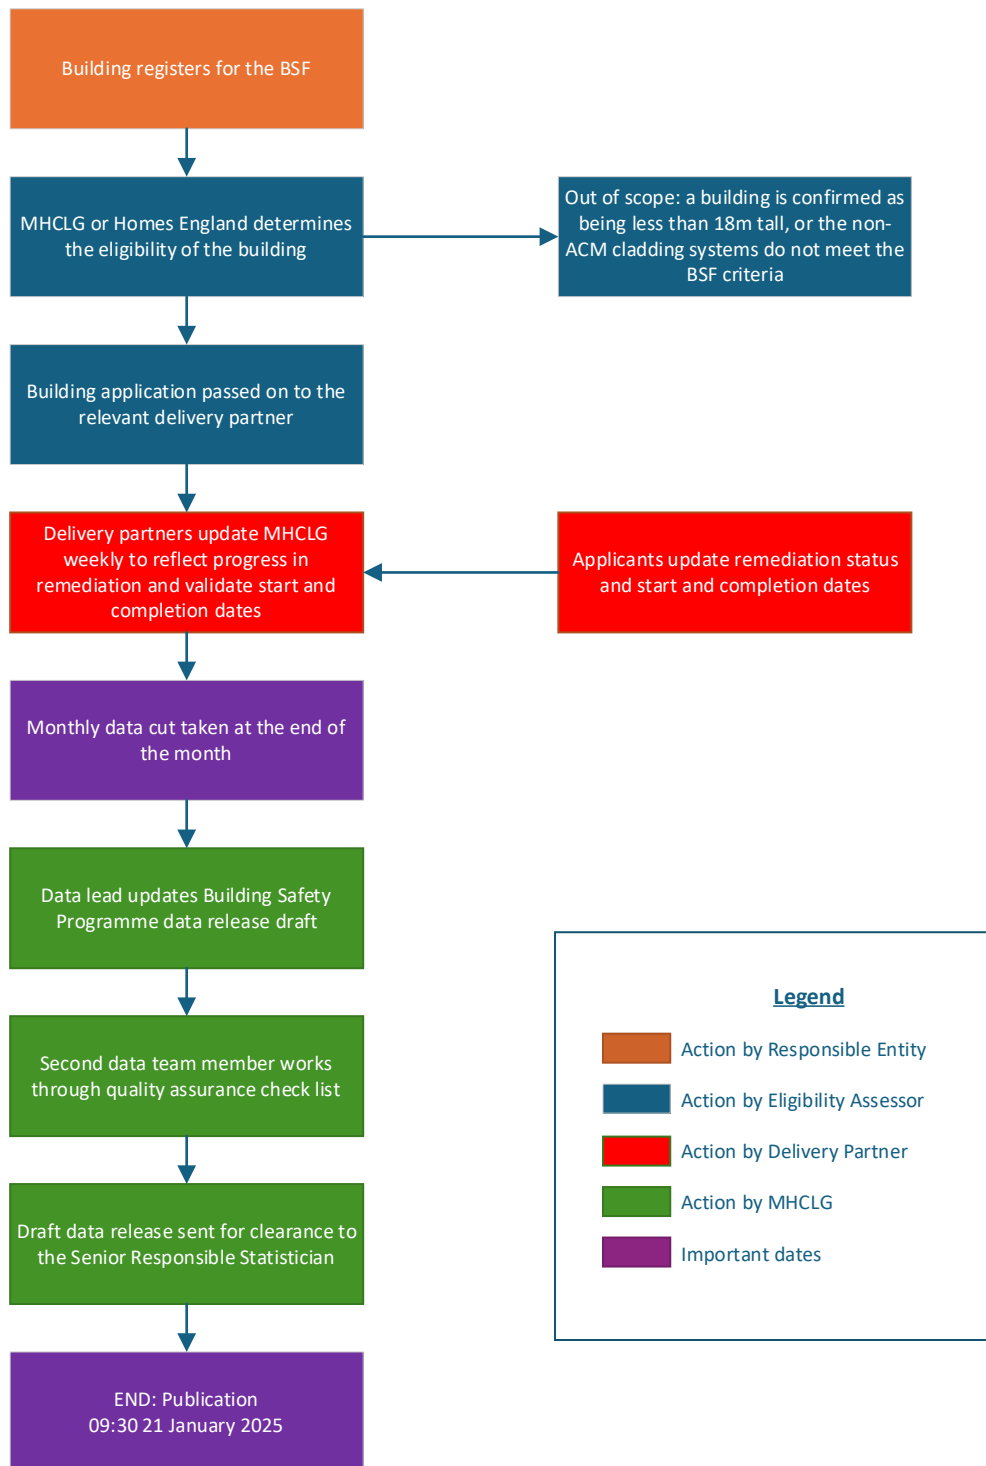 Building registers for the BSF
MHCLG or Homes England determines
the eligibility of the building
Out of scope: a building is confirmed as
being less than 18m tall, or the non-
ACM cladding systems do not meet the
BSF criteria
Building application passed on to the
relevant delivery partner
Delivery partners update MHCLG
weekly to reflect progress in
remediation and validate start and
completion dates
Applicants update remediation status
and start and completion dates
Monthly data cut taken at the end of
the month
Data lead updates Building Safety
Programme data release draft
Second data team member works
through quality assurance check list
Draft data release sent for clearance to
the Senior Responsible Statistician
END: Publication
09:30 21 January 2025
Legend
Action by Responsible Entity
Action by Eligibility Assessor
Action by Delivery Partner
Action by MHCLG
Important dates